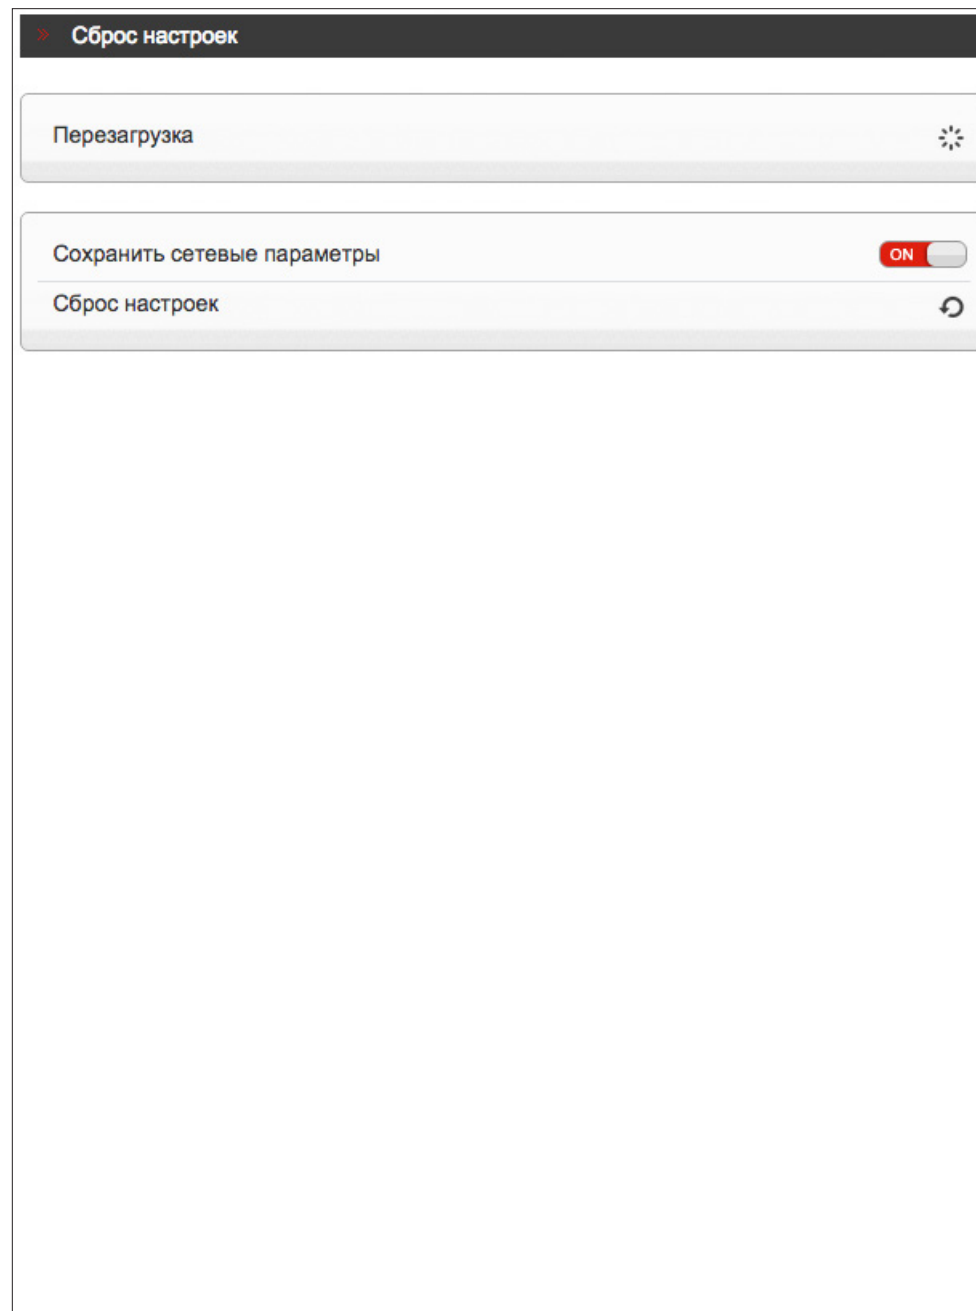 Сброс настроек
Перезагрузка
Сохранить сетевые параметры ON
Сброс настроек